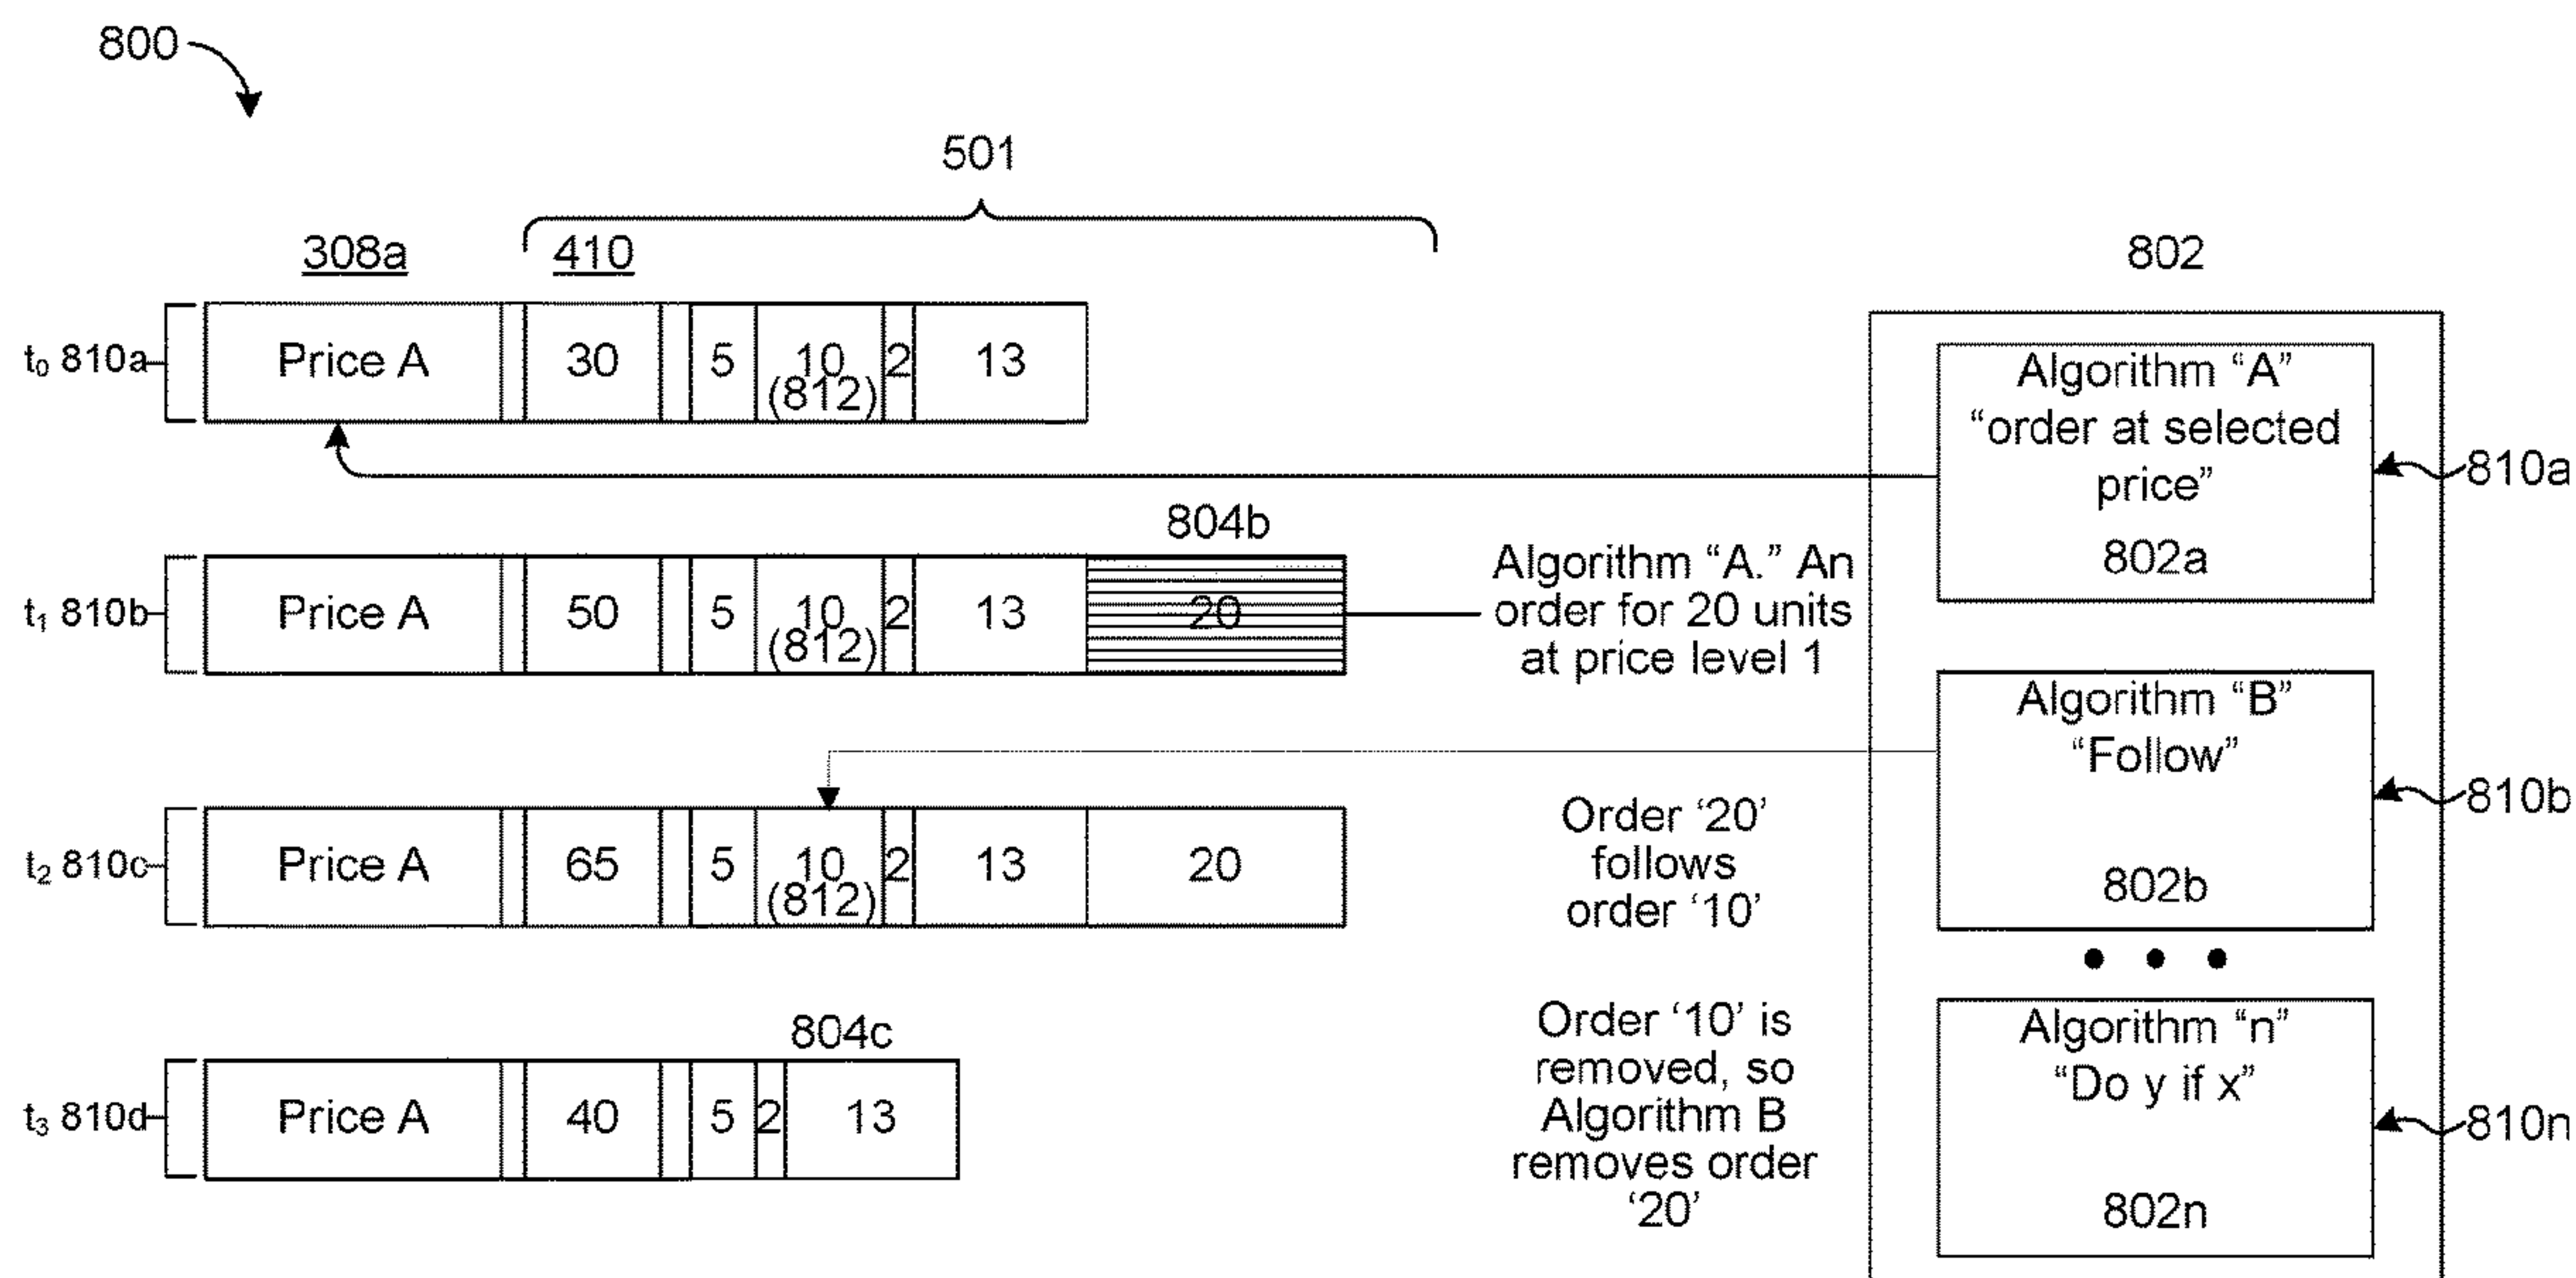 800
501
308a 410
802
t0 810a
Price A 30 5 10 2 13
(812)
Algorithm “A”
“order at selected
price”
802a
810a
804b
t1 810b
Price A 50 5 10 2 13 20
(812)
Algorithm “A.” An
order for 20 units
at price level 1
Algorithm “B”
“Follow”
802b
810b
t2 810c
Price A 65 5 10 2 13 20
(812)
Order ‘20’
follows
order ‘10’
804c
t3 810d
Price A 40 5 2 13
Order ‘10’ is
removed, so
Algorithm B
removes order
‘20’
Algorithm “n”
“Do y if x”
802n
810n